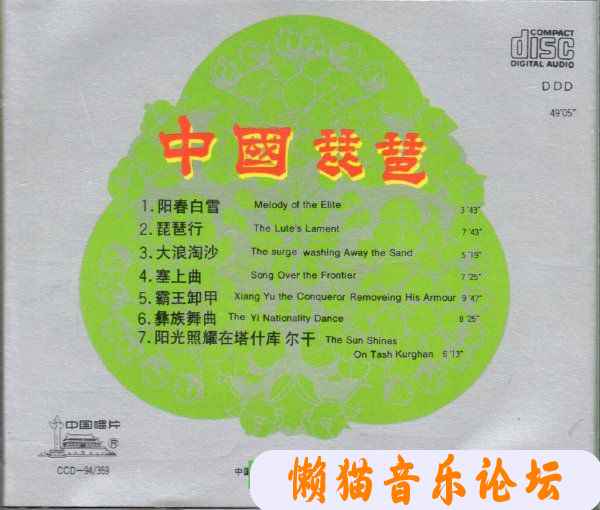 COMPACT
disc
DIGITAL AUDIO
DDD
49'05"
中國琵琶
1.阳春白雪 Melody of the Elite 3'43"
2.琵琶行 The Lute's Lament 7'43"
3.大浪淘沙 The surge washing Away the Sand 5'19"
4.塞上曲 Song Over the Frontier 7'25"
5.霸王卸甲 Xiang Yu the Conqueror Removeing His Armour 9'47"
6.彝族舞曲 The Yi Nationality Dance 8'25"
7.阳光照耀在塔什库 尔干 The Sun Shines
On Tash Kurghan 6'13"
中国唱片
®
CCD-94/359
中国
懒猫音乐论坛